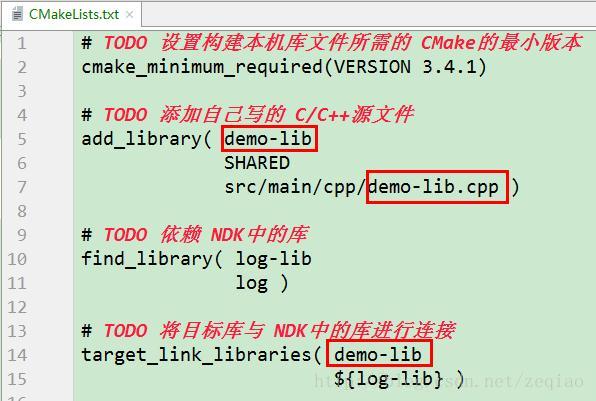 CMakeLists.txt
1 # TODO 设置构建本机库文件所需的 CMake的最小版本
2 cmake_minimum_required(VERSION 3.4.1)
3
4 # TODO 添加自己写的 C/C++源文件
5 add_library( demo-lib
6 SHARED
7 src/main/cpp/demo-lib.cpp )
8
9 # TODO 依赖 NDK中的库
10 find_library( log-lib
11 log )
12
13 # TODO 将目标库与 NDK中的库进行连接
14 target_link_libraries( demo-lib
15 ${log-lib} )